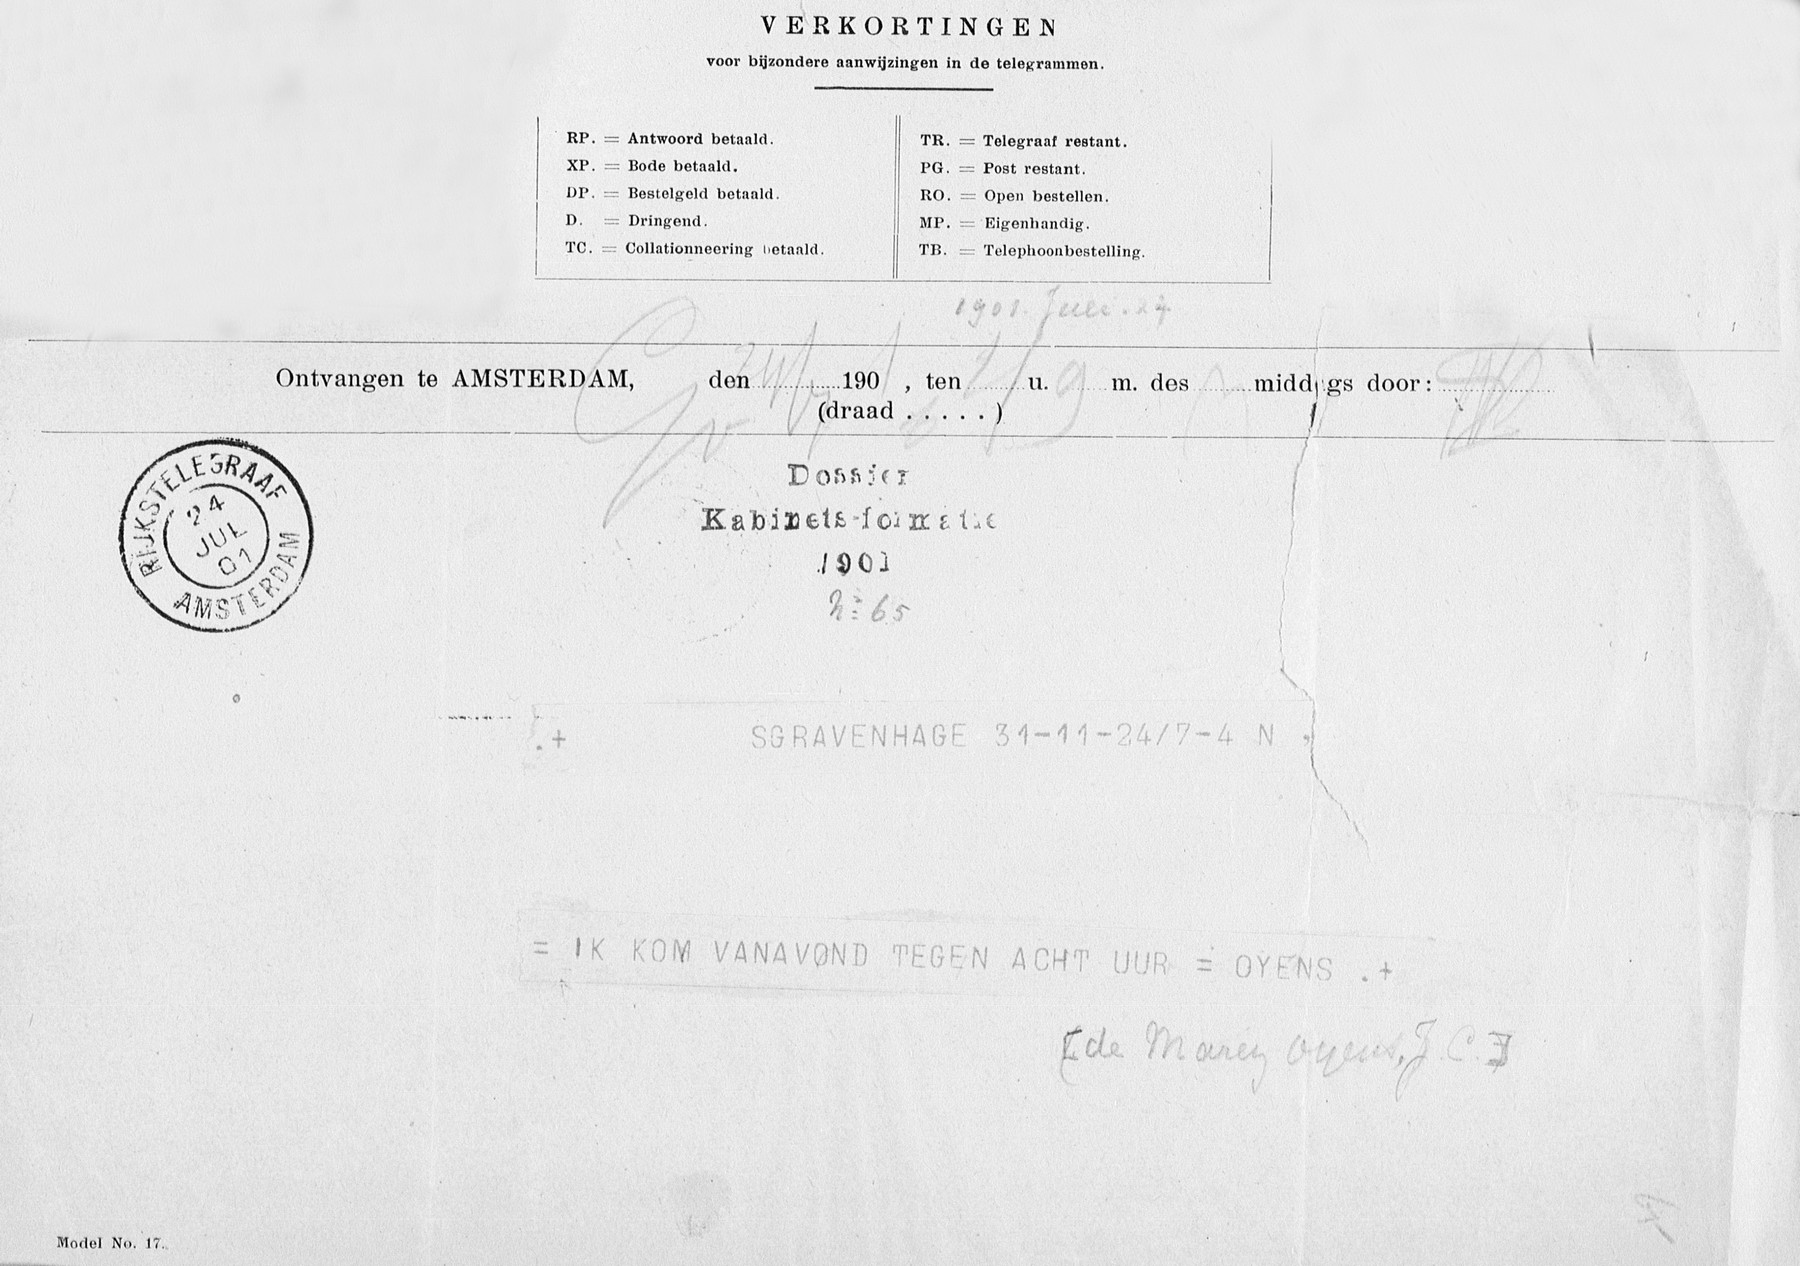 VERKORTINGEN
voor bijzondere aanwijzingen in de telegrammen.
RP. = Antwoord betaald.
XP. = Bode betaald.
DP. = Bestelgeld betaald.
D. = Dringend.
TC. = Collationneering betaald.
TR. = Telegraaf restant.
PG. = Post restant.
RO. = Open bestellen.
MP. = Eigenhandig.
TB. = Telephoonbestelling.
1901. Juli. 24
Ontvangen te AMSTERDAM, den 24/7 190 , ten u. m. des middags door:
(draad . . . . . )
RIJKSTELEGRAAF
24
JUL
01
AMSTERDAM
Dossier
Kabinets-formatie
1901
No 65
.+ SGRAVENHAGE 31-11-24/7-4 N .
= IK KOM VANAVOND TEGEN ACHT UUR = OYENS .+
[de Marez Oyens, J. C.]
Model No. 17.